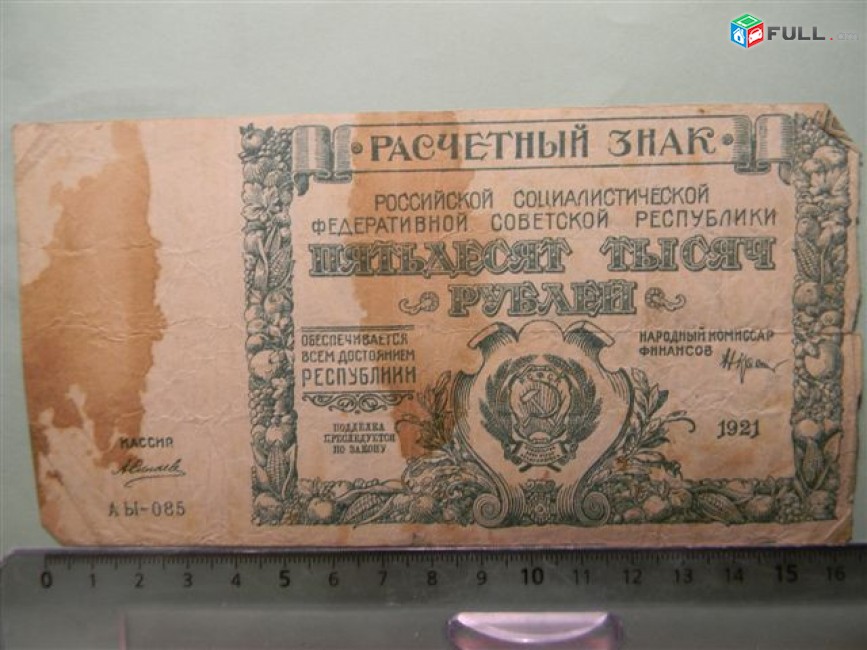 FULL.am
РАСЧЕТНЫЙ ЗНАК
РОССИЙСКОЙ СОЦИАЛИСТИЧЕСКОЙ
ФЕДЕРАТИВНОЙ СОВЕТСКОЙ РЕСПУБЛИКИ
ПЯТЬДЕСЯТ ТЫСЯЧ
РУБЛЕЙ
ОБЕСПЕЧИВАЕТСЯ
ВСЕМ ДОСТОЯНИЕМ
РЕСПУБЛИКИ
НАРОДНЫЙ КОМИССАР
ФИНАНСОВ
ПОДДЕЛКА
ПРЕСЛЕДУЕТСЯ
ПО ЗАКОНУ
1921
КАССИР
АЫ-085
0 1 2 3 4 5 6 7 8 9 10 11 12 13 14 15 16